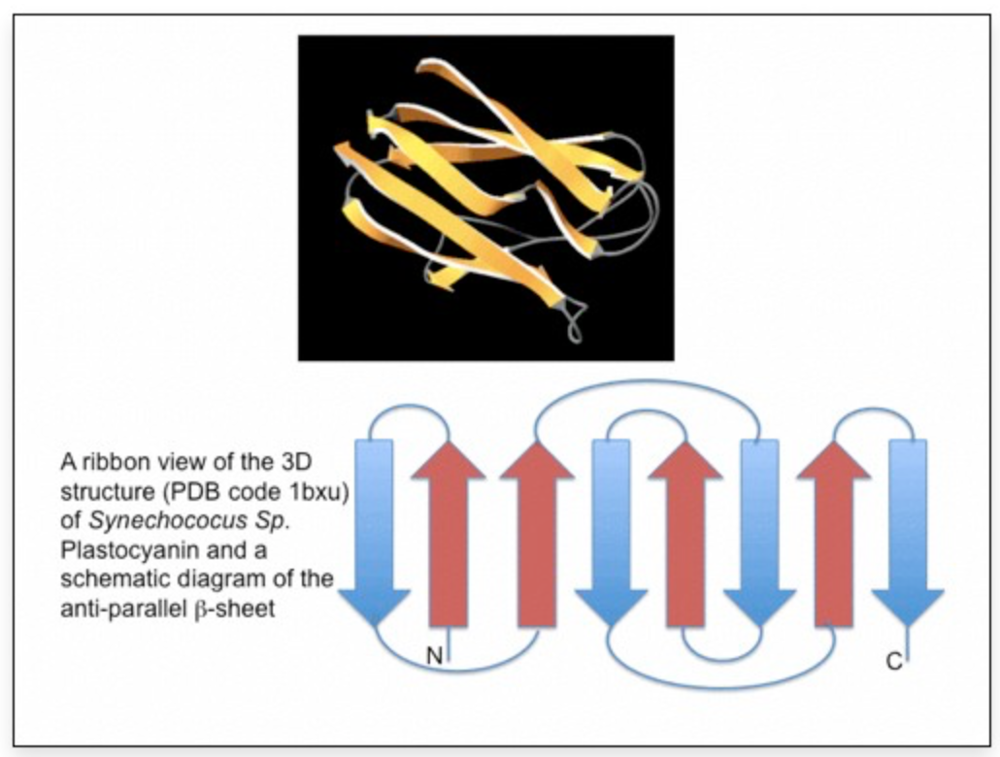 A ribbon view of the 3D
structure (PDB code 1bxu)
of Synechococus Sp.
Plastocyanin and a
schematic diagram of the
anti-parallel β-sheet
N
C